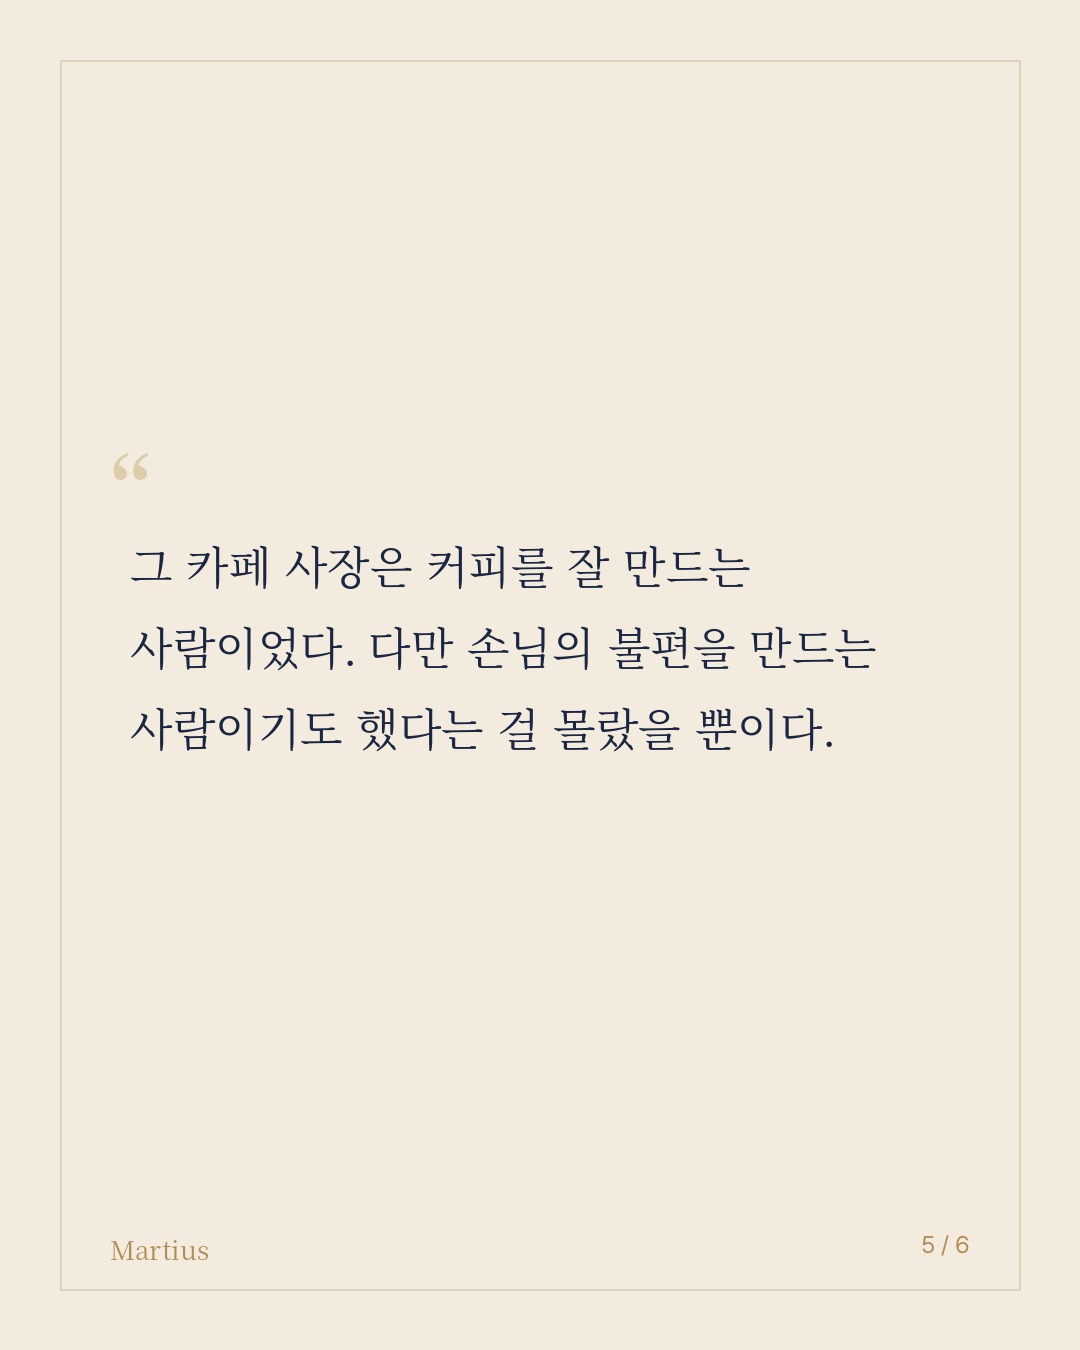 “
그 카페 사장은 커피를 잘 만드는
사람이었다. 다만 손님의 불편을 만드는
사람이기도 했다는 걸 몰랐을 뿐이다.
Martius
5 / 6